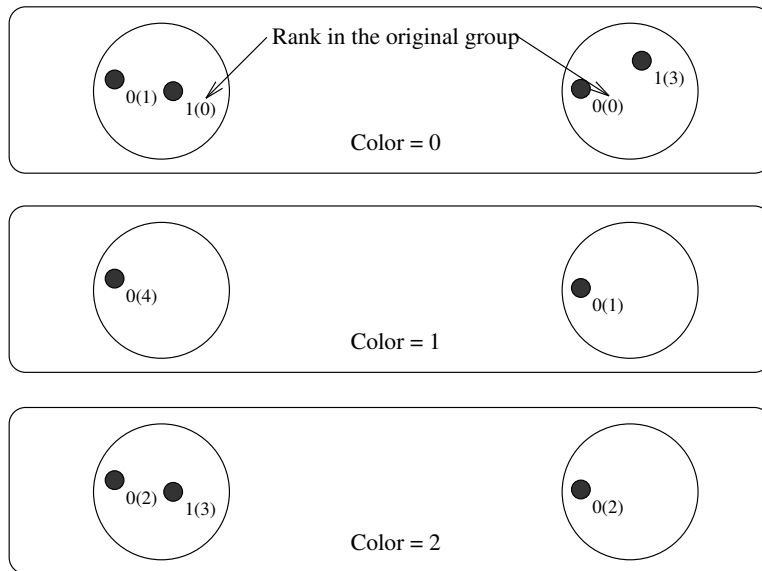 Rank in the original group
0(1)
1(0)
0(0)
1(3)
Color = 0
0(4)
0(1)
Color = 1
0(2)
1(3)
0(2)
Color = 2